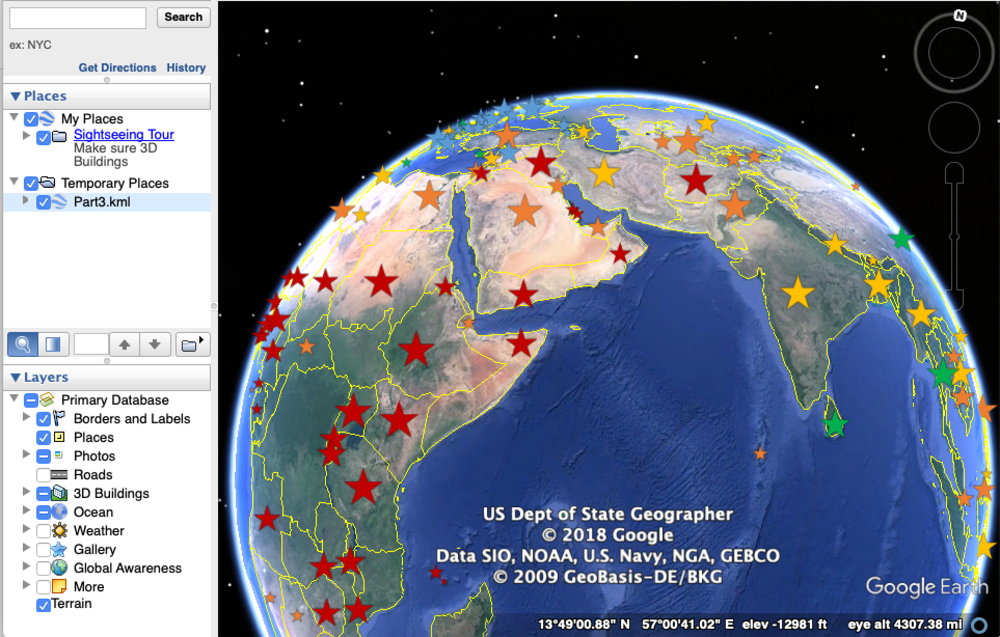 Search
ex: NYC
Get Directions History
Places
My Places
Sightseeing Tour
Make sure 3D
Buildings
Temporary Places
Part3.kml
Layers
Primary Database
Borders and Labels
Places
Photos
Roads
3D Buildings
Ocean
Weather
Gallery
Global Awareness
More
Terrain
N
US Dept of State Geographer
© 2018 Google
Data SIO, NOAA, U.S. Navy, NGA, GEBCO
© 2009 GeoBasis-DE/BKG
Google Earth
13°49'00.88" N 57°00'41.02" E elev -12981 ft eye alt 4307.38 mi